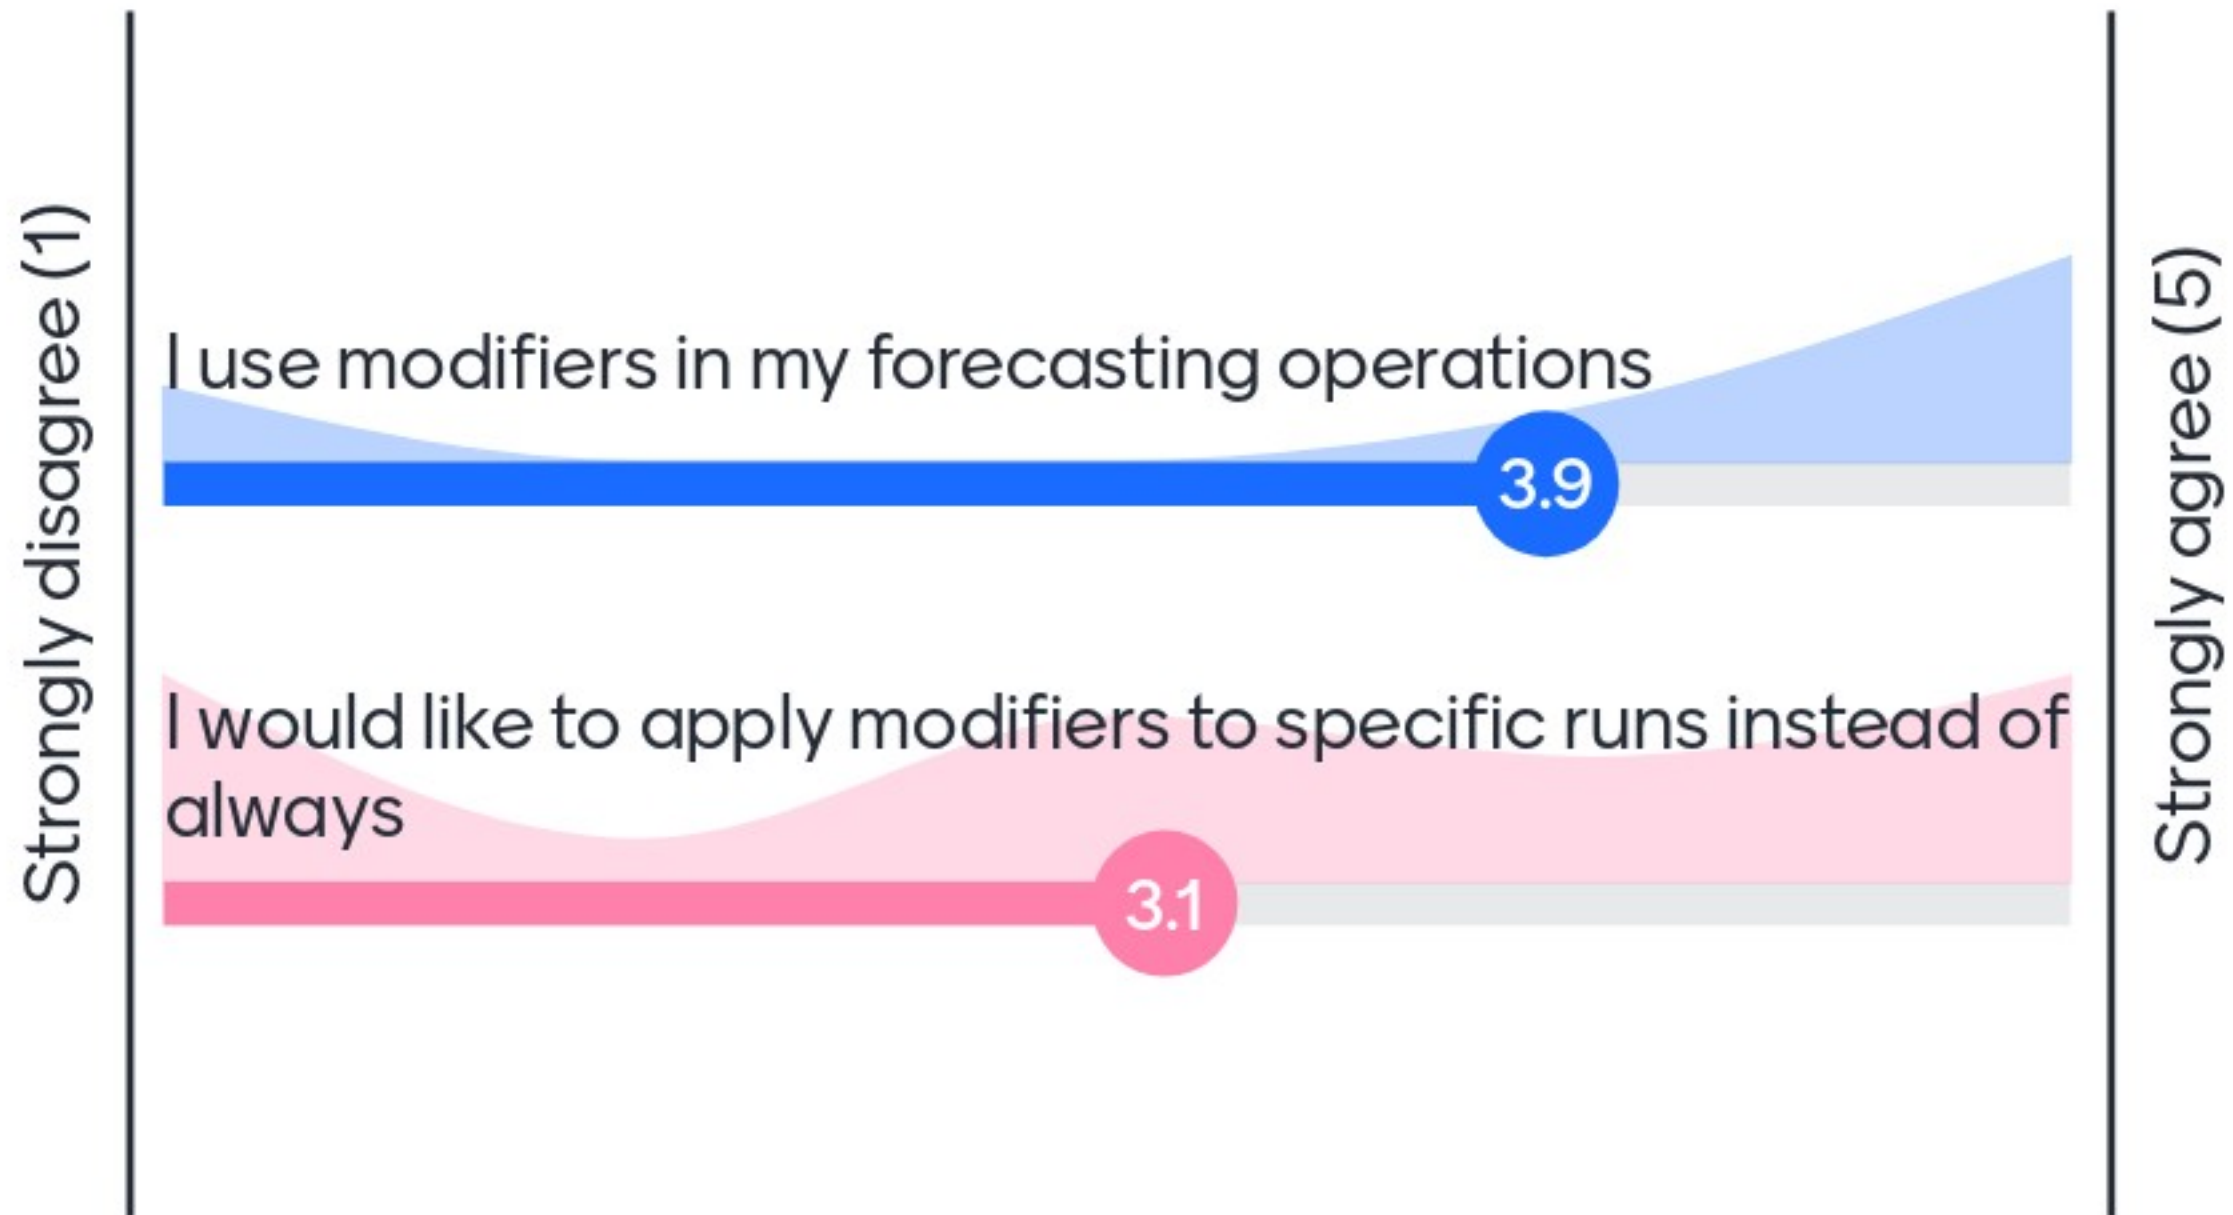 Strongly disagree (1)
I use modifiers in my forecasting operations
3.9
I would like to apply modifiers to specific runs instead of
always
3.1
Strongly agree (5)